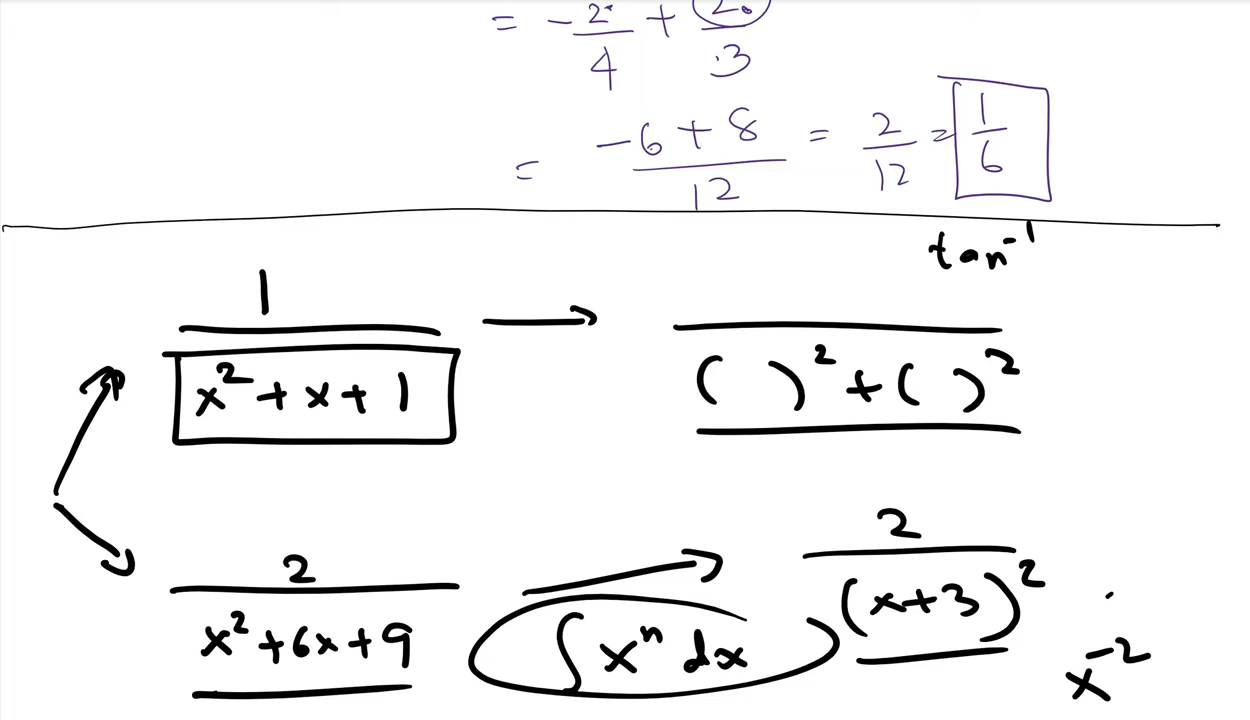 = -2/4 + 2/3
= -6+8/12 = 2/12 = 1/6
tan⁻¹
1/x²+x+1 → ( )²+( )²
2/x²+6x+9 → 2/(x+3)²
∫xⁿ dx
x⁻²